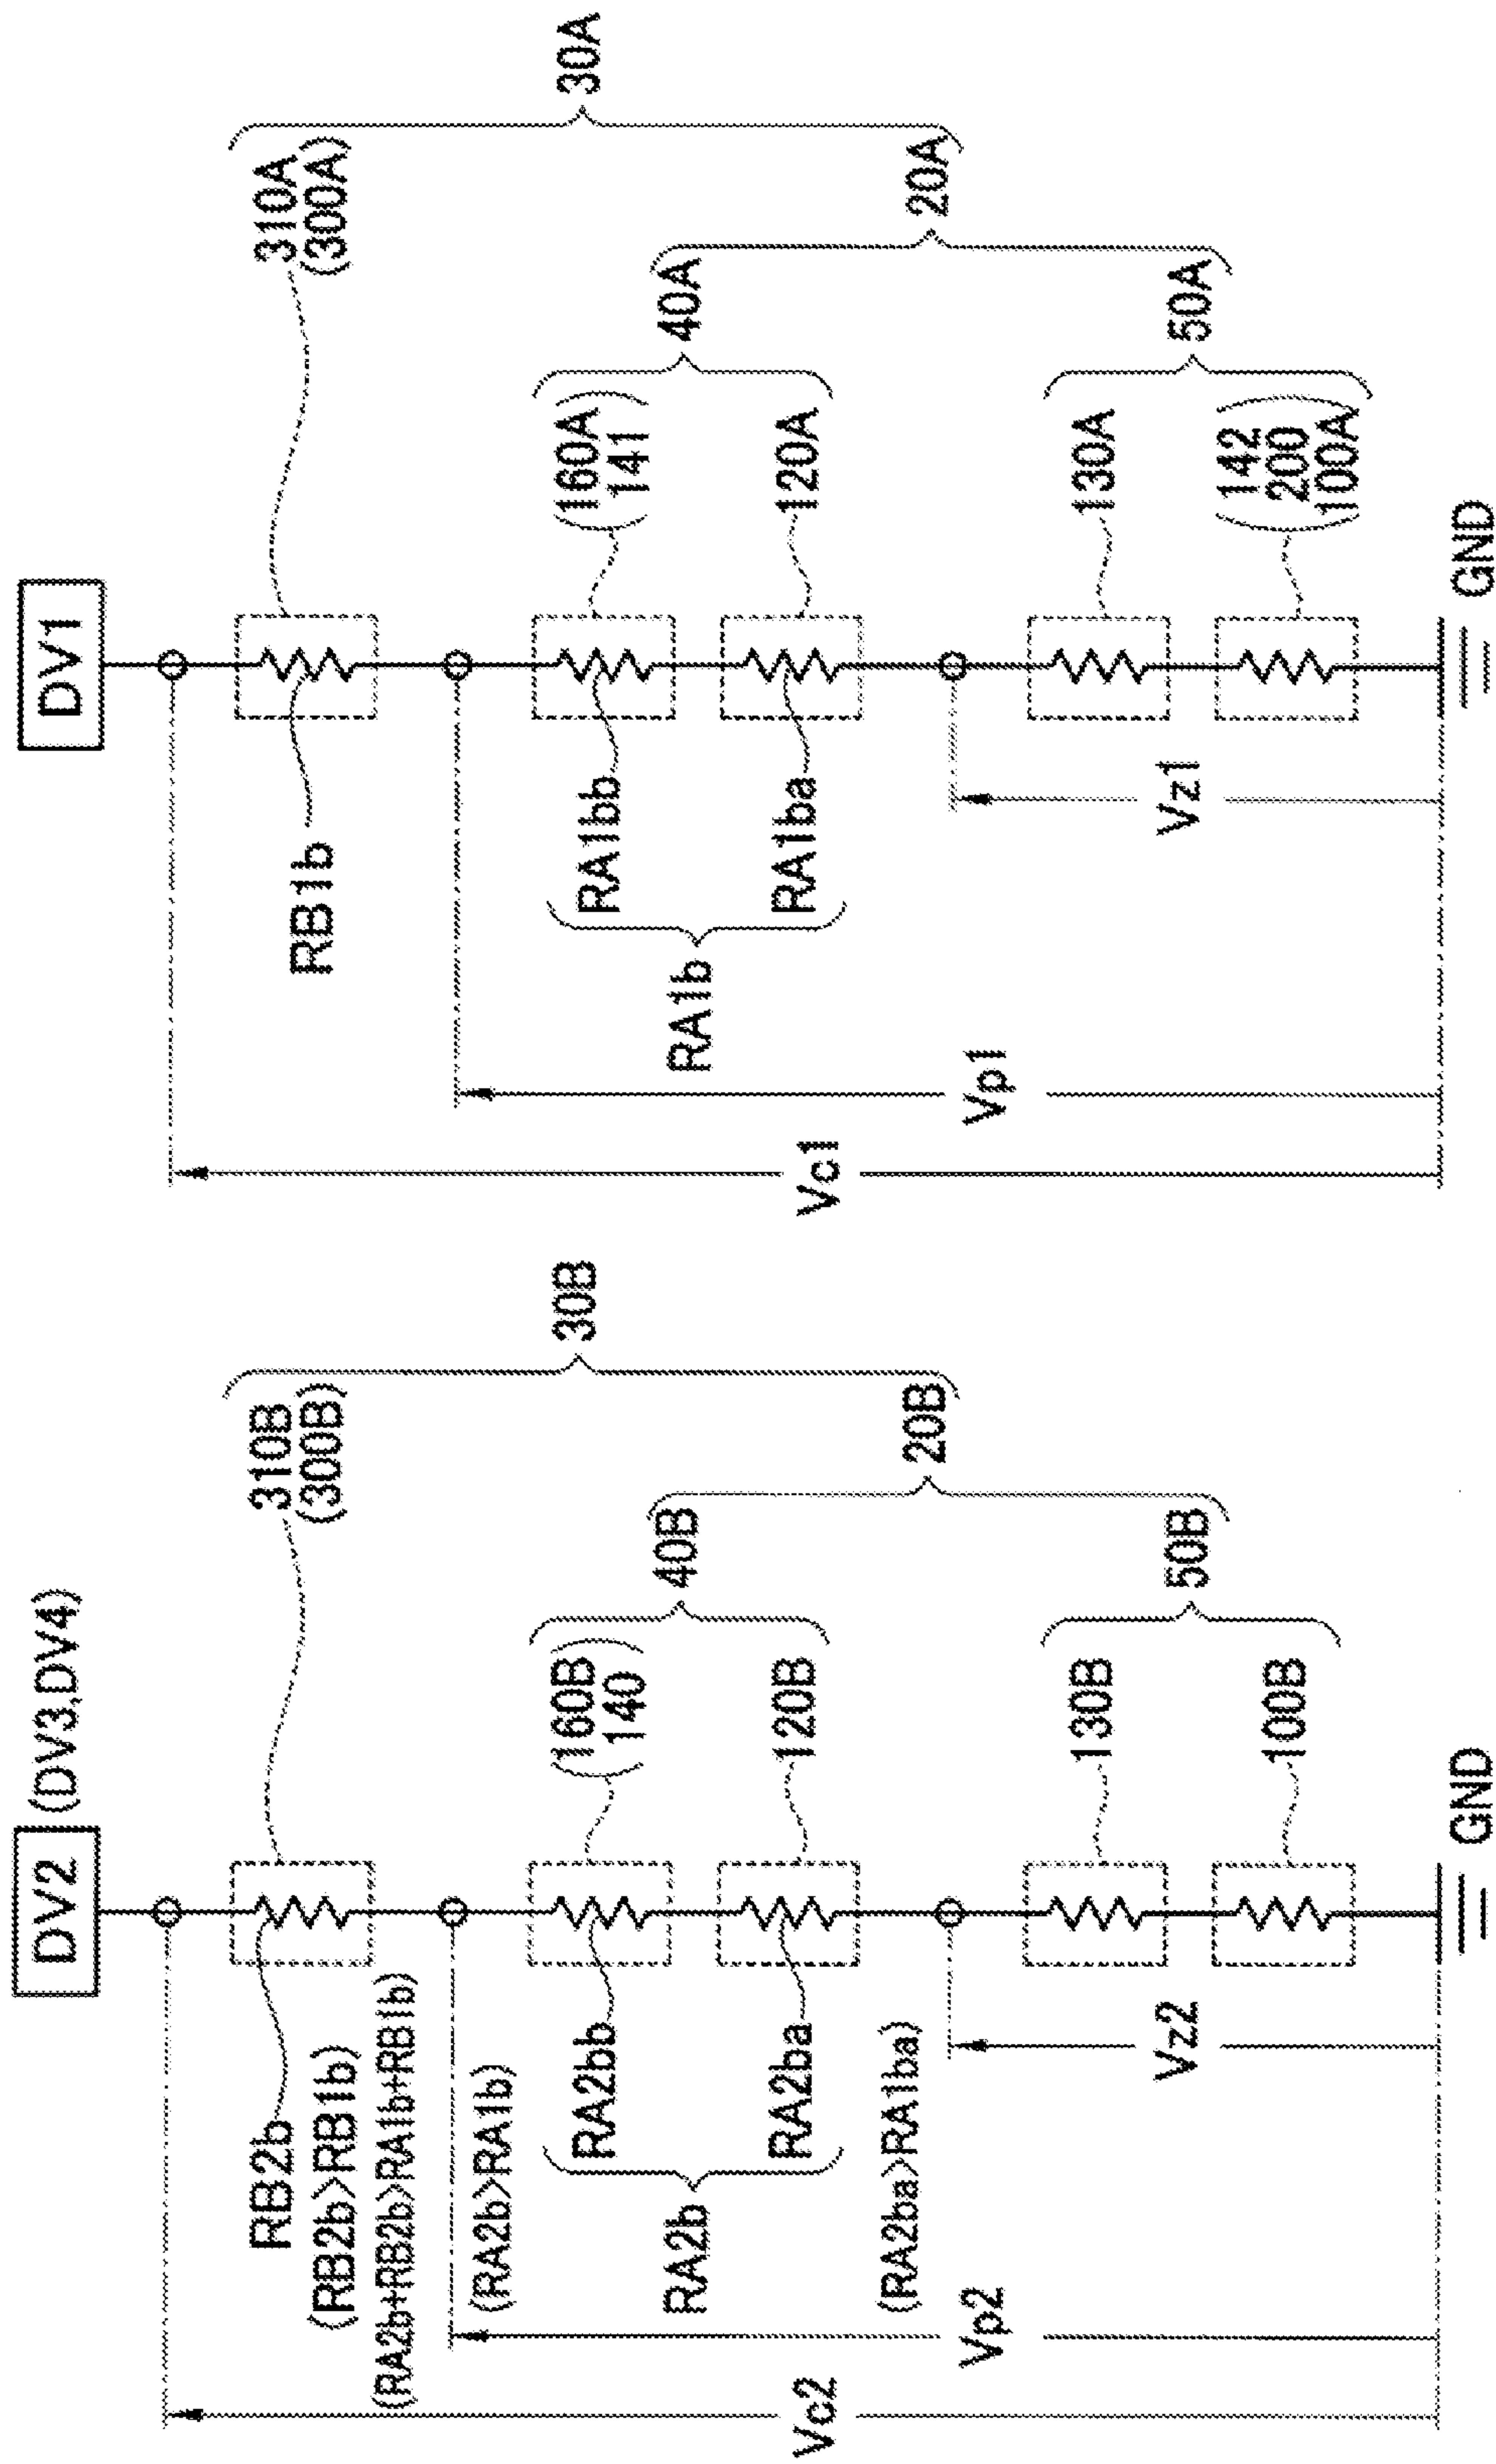 DV2
(DV3,DV4)
310B
(300B)
30B
RB2b
(RB2b>RB1b)
(RA2b+RB2b>RA1b+RB1b)
(RA2b>RA1b)
160B
140
40B
20B
RA2bb
120B
RA2b
RA2ba
(RA2ba>RA1ba)
130B
50B
Vz2
100B
Vp2
Vc2
GND
DV1
310A
(300A)
30A
RB1b
160A
141
40A
20A
RA1bb
120A
RA1b
RA1ba
130A
50A
Vz1
142
200
100A
Vp1
Vc1
GND